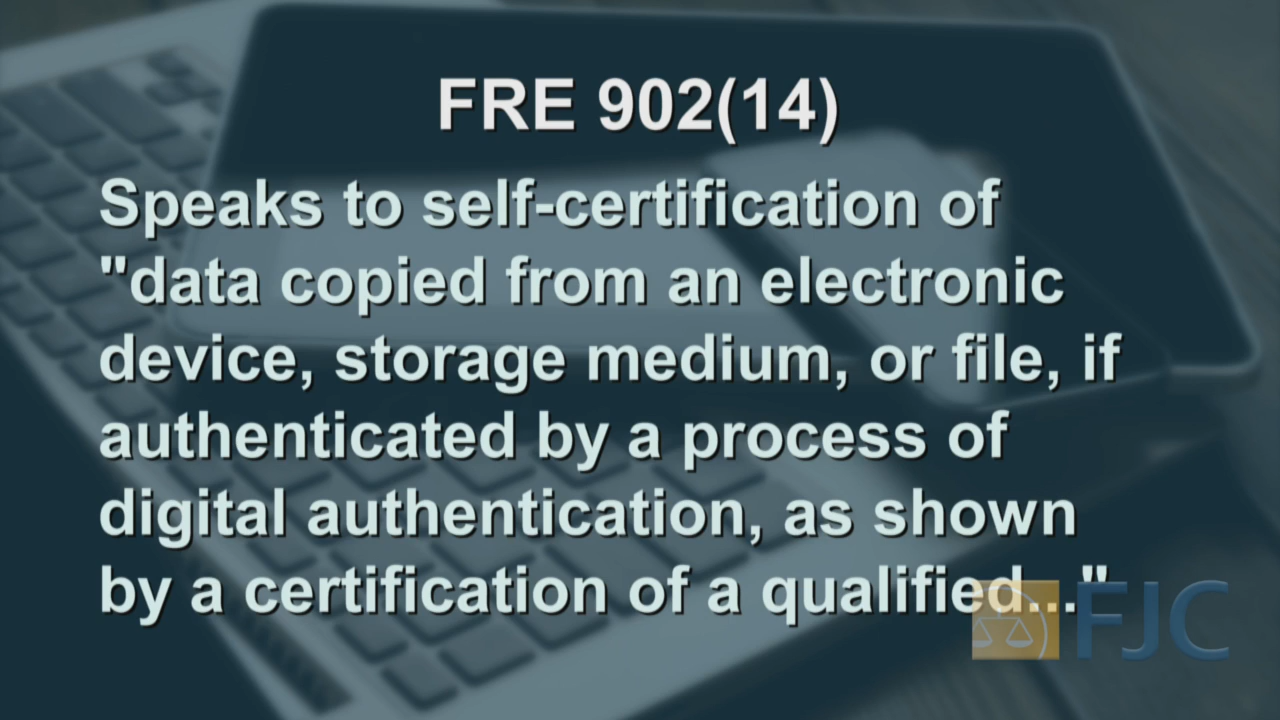 FRE 902(14)
Speaks to self-certification of
"data copied from an electronic
device, storage medium, or file, if
authenticated by a process of
digital authentication, as shown
by a certification of a qualified..."
FJC